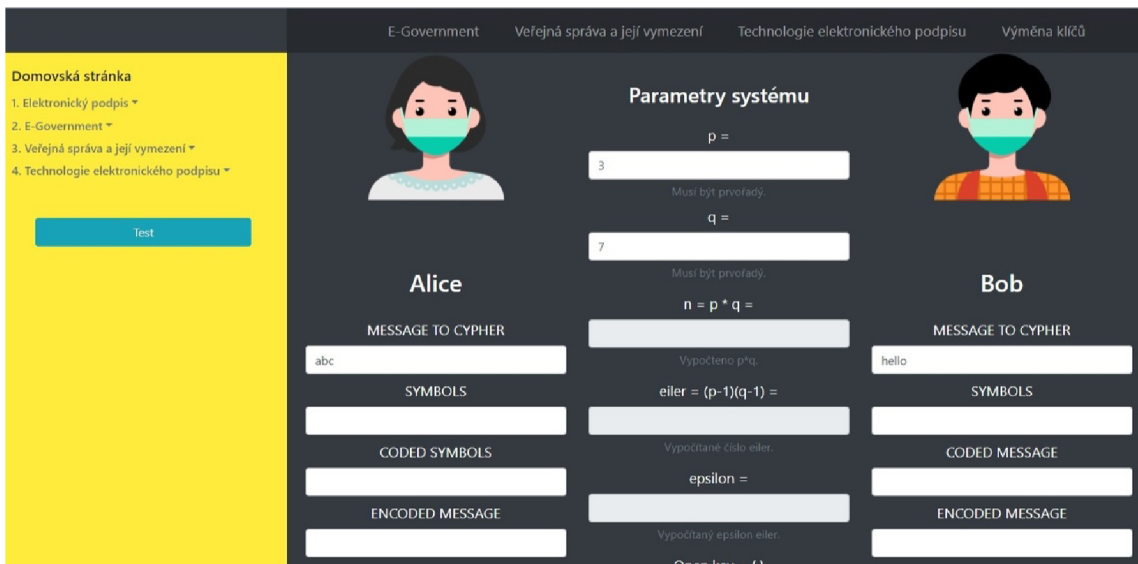 E-Government Veřejná správa a její vymezení Technologie elektronického podpisu Výměna klíčů
Domovská stránka
1. Elektronický podpis
2. E-Government
3. Veřejná správa a její vymezení
4. Technologie elektronického podpisu
Test
Alice
MESSAGE TO CYPHER
abc
SYMBOLS
CODED SYMBOLS
ENCODED MESSAGE
Parametry systému
p =
3
Musí být prvořadý.
q =
7
Musí být prvořadý.
n = p * q =
Vypočteno p*q.
eiler = (p-1)(q-1) =
Vypočítané číslo eiler.
epsilon =
Vypočítaný epsilon eiler.
Bob
MESSAGE TO CYPHER
hello
SYMBOLS
CODED MESSAGE
ENCODED MESSAGE